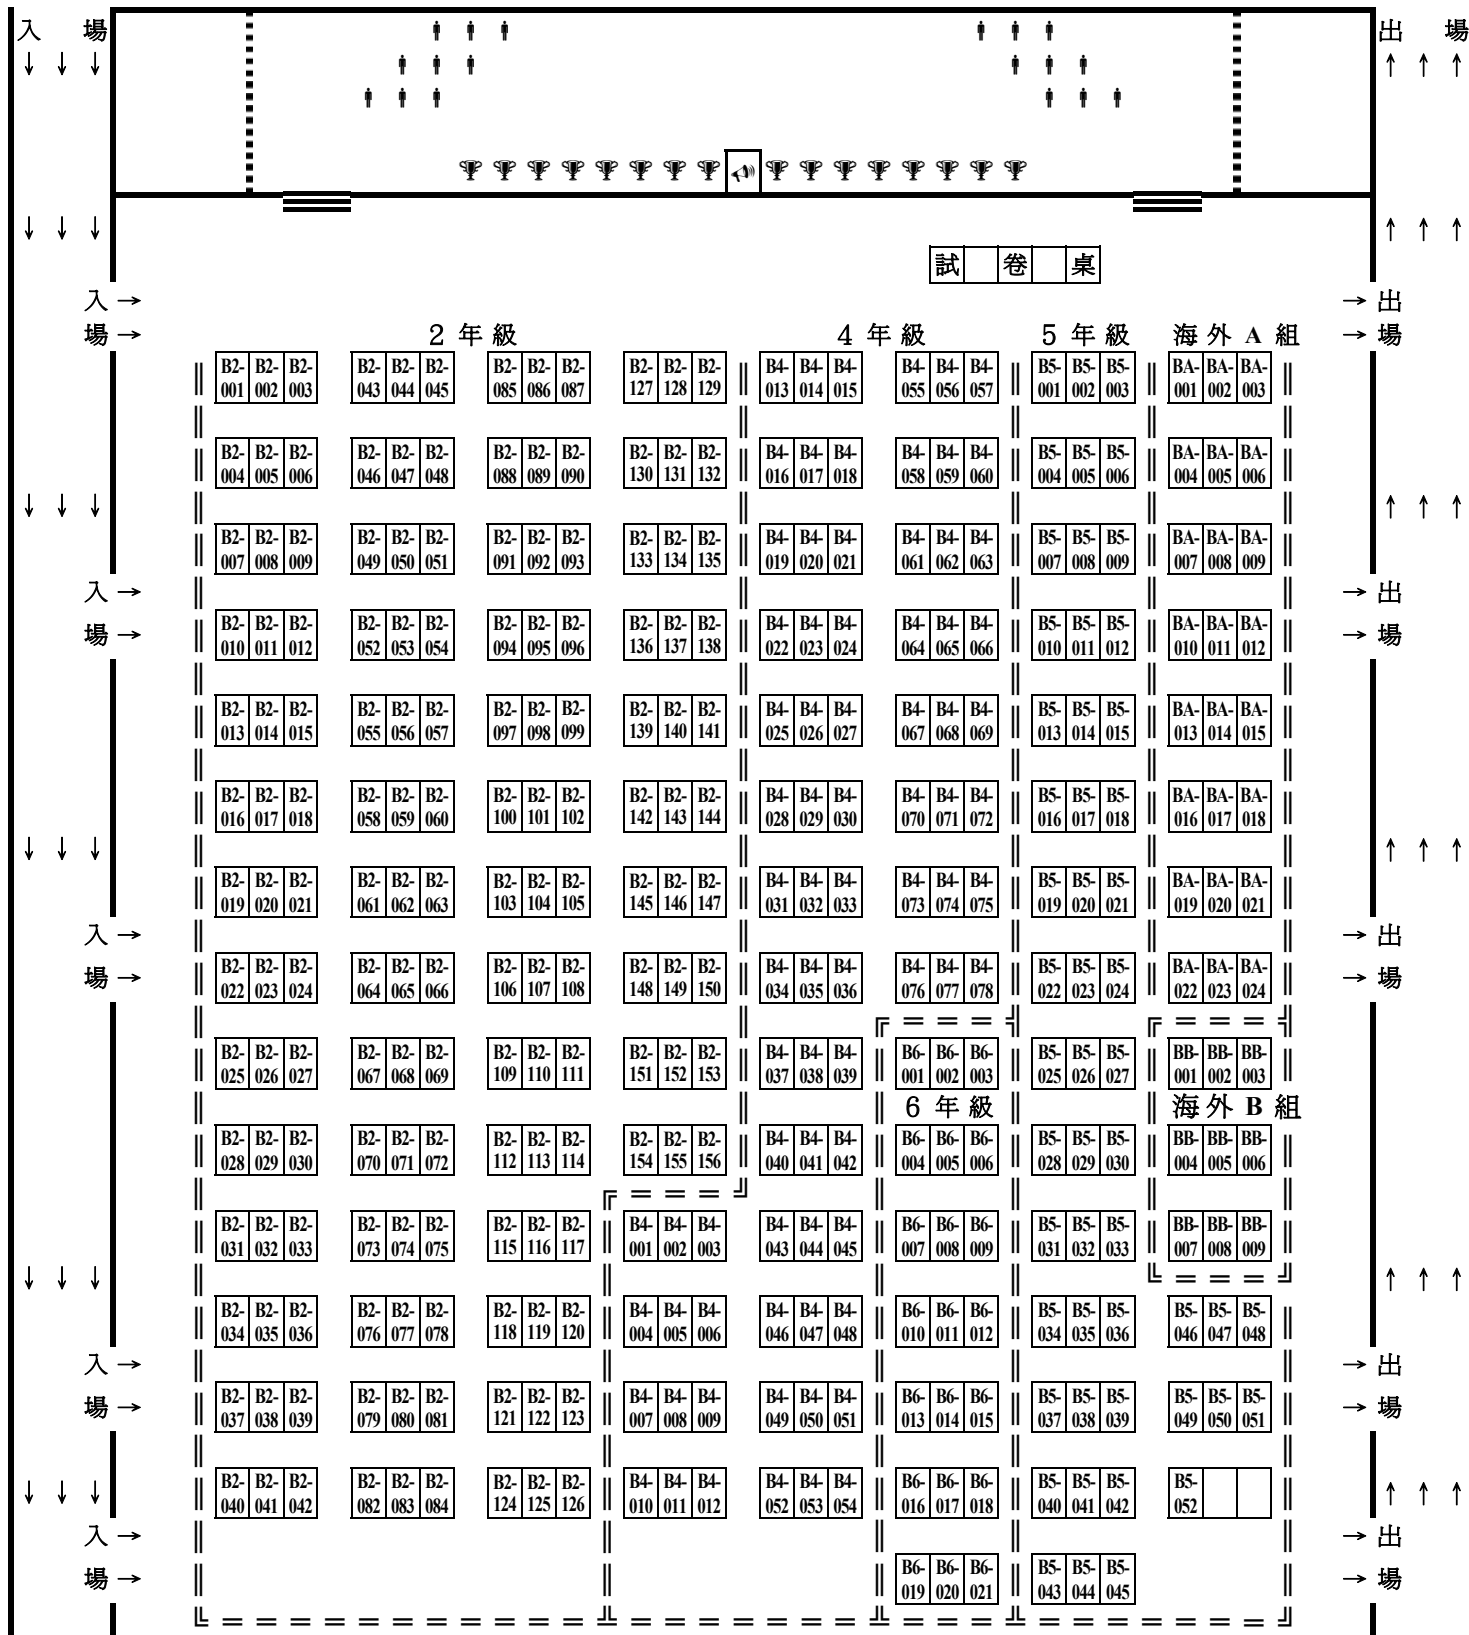 入 場 出 場
↓ ↓ ↓ ↑ ↑ ↑
↓ ↓ ↓ ↑ ↑ ↑
試 卷 桌
入 → → 出
場 → 2 年 級 4 年 級 5 年 級 海 外 A 組 → 場
B2-001 B2-002 B2-003 B2-043 B2-044 B2-045 B2-085 B2-086 B2-087 B2-127 B2-128 B2-129 B4-013 B4-014 B4-015 B4-055 B4-056 B4-057 B5-001 B5-002 B5-003 BA-001 BA-002 BA-003
B2-004 B2-005 B2-006 B2-046 B2-047 B2-048 B2-088 B2-089 B2-090 B2-130 B2-131 B2-132 B4-016 B4-017 B4-018 B4-058 B4-059 B4-060 B5-004 B5-005 B5-006 BA-004 BA-005 BA-006
↓ ↓ ↓ ↑ ↑ ↑
B2-007 B2-008 B2-009 B2-049 B2-050 B2-051 B2-091 B2-092 B2-093 B2-133 B2-134 B2-135 B4-019 B4-020 B4-021 B4-061 B4-062 B4-063 B5-007 B5-008 B5-009 BA-007 BA-008 BA-009
入 → → 出
場 → B2-010 B2-011 B2-012 B2-052 B2-053 B2-054 B2-094 B2-095 B2-096 B2-136 B2-137 B2-138 B4-022 B4-023 B4-024 B4-064 B4-065 B4-066 B5-010 B5-011 B5-012 BA-010 BA-011 BA-012 → 場
B2-013 B2-014 B2-015 B2-055 B2-056 B2-057 B2-097 B2-098 B2-099 B2-139 B2-140 B2-141 B4-025 B4-026 B4-027 B4-067 B4-068 B4-069 B5-013 B5-014 B5-015 BA-013 BA-014 BA-015
B2-016 B2-017 B2-018 B2-058 B2-059 B2-060 B2-100 B2-101 B2-102 B2-142 B2-143 B2-144 B4-028 B4-029 B4-030 B4-070 B4-071 B4-072 B5-016 B5-017 B5-018 BA-016 BA-017 BA-018
↓ ↓ ↓ ↑ ↑ ↑
B2-019 B2-020 B2-021 B2-061 B2-062 B2-063 B2-103 B2-104 B2-105 B2-145 B2-146 B2-147 B4-031 B4-032 B4-033 B4-073 B4-074 B4-075 B5-019 B5-020 B5-021 BA-019 BA-020 BA-021
入 → → 出
場 → B2-022 B2-023 B2-024 B2-064 B2-065 B2-066 B2-106 B2-107 B2-108 B2-148 B2-149 B2-150 B4-034 B4-035 B4-036 B4-076 B4-077 B4-078 B5-022 B5-023 B5-024 BA-022 BA-023 BA-024 → 場
B2-025 B2-026 B2-027 B2-067 B2-068 B2-069 B2-109 B2-110 B2-111 B2-151 B2-152 B2-153 B4-037 B4-038 B4-039 B6-001 B6-002 B6-003 B5-025 B5-026 B5-027 BB-001 BB-002 BB-003
6 年 級 海 外 B 組
B2-028 B2-029 B2-030 B2-070 B2-071 B2-072 B2-112 B2-113 B2-114 B2-154 B2-155 B2-156 B4-040 B4-041 B4-042 B6-004 B6-005 B6-006 B5-028 B5-029 B5-030 BB-004 BB-005 BB-006
B2-031 B2-032 B2-033 B2-073 B2-074 B2-075 B2-115 B2-116 B2-117 B4-001 B4-002 B4-003 B4-043 B4-044 B4-045 B6-007 B6-008 B6-009 B5-031 B5-032 B5-033 BB-007 BB-008 BB-009
↓ ↓ ↓ ↑ ↑ ↑
B2-034 B2-035 B2-036 B2-076 B2-077 B2-078 B2-118 B2-119 B2-120 B4-004 B4-005 B4-006 B4-046 B4-047 B4-048 B6-010 B6-011 B6-012 B5-034 B5-035 B5-036 B5-046 B5-047 B5-048
入 → → 出
場 → B2-037 B2-038 B2-039 B2-079 B2-080 B2-081 B2-121 B2-122 B2-123 B4-007 B4-008 B4-009 B4-049 B4-050 B4-051 B6-013 B6-014 B6-015 B5-037 B5-038 B5-039 B5-049 B5-050 B5-051 → 場
↓ ↓ ↓ B2-040 B2-041 B2-042 B2-082 B2-083 B2-084 B2-124 B2-125 B2-126 B4-010 B4-011 B4-012 B4-052 B4-053 B4-054 B6-016 B6-017 B6-018 B5-040 B5-041 B5-042 B5-052 ↑ ↑ ↑
入 → → 出
場 → B6-019 B6-020 B6-021 B5-043 B5-044 B5-045 → 場